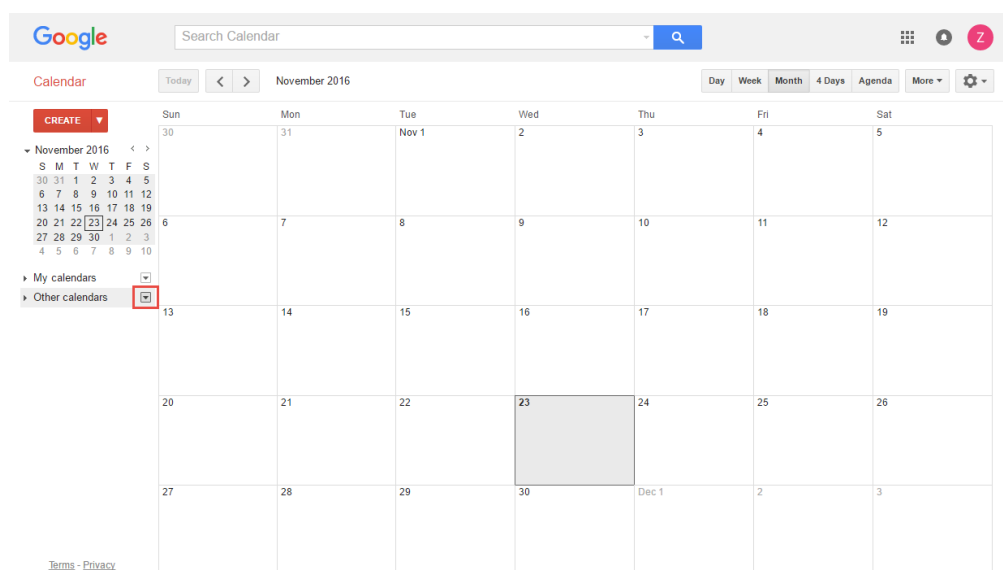 Google
Search Calendar
Z
Calendar
Today
November 2016
Day Week Month 4 Days Agenda More
CREATE
November 2016
S M T W T F S
30 31 1 2 3 4 5
6 7 8 9 10 11 12
13 14 15 16 17 18 19
20 21 22 23 24 25 26
27 28 29 30 1 2 3
4 5 6 7 8 9 10
My calendars
Other calendars
Sun Mon Tue Wed Thu Fri Sat
30 31 Nov 1 2 3 4 5
6 7 8 9 10 11 12
13 14 15 16 17 18 19
20 21 22 23 24 25 26
27 28 29 30 Dec 1 2 3
Terms - Privacy